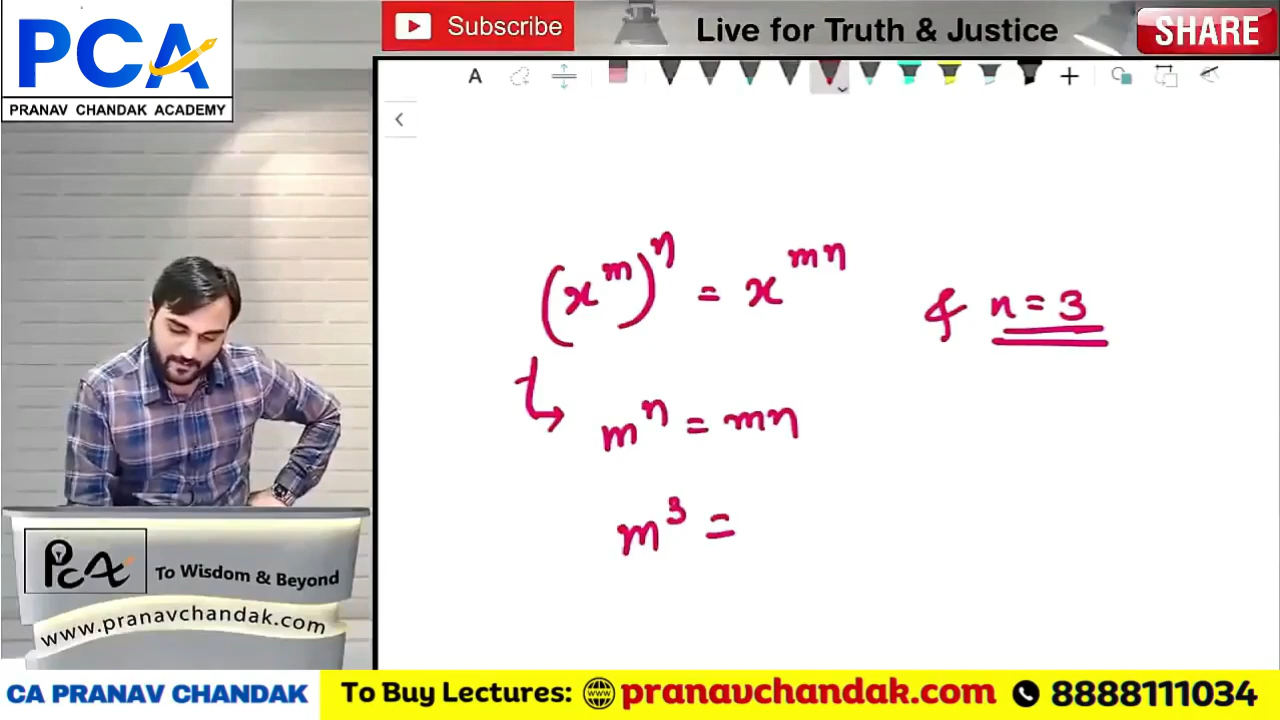 PCA
PRANAV CHANDAK ACADEMY
Subscribe
Live for Truth & Justice
SHARE
A
(x^m)^n = x^mn & n = 3
m^n = mn
m^3 =
PCA To Wisdom & Beyond
www.pranavchandak.com
CA PRANAV CHANDAK To Buy Lectures: pranavchandak.com 8888111034